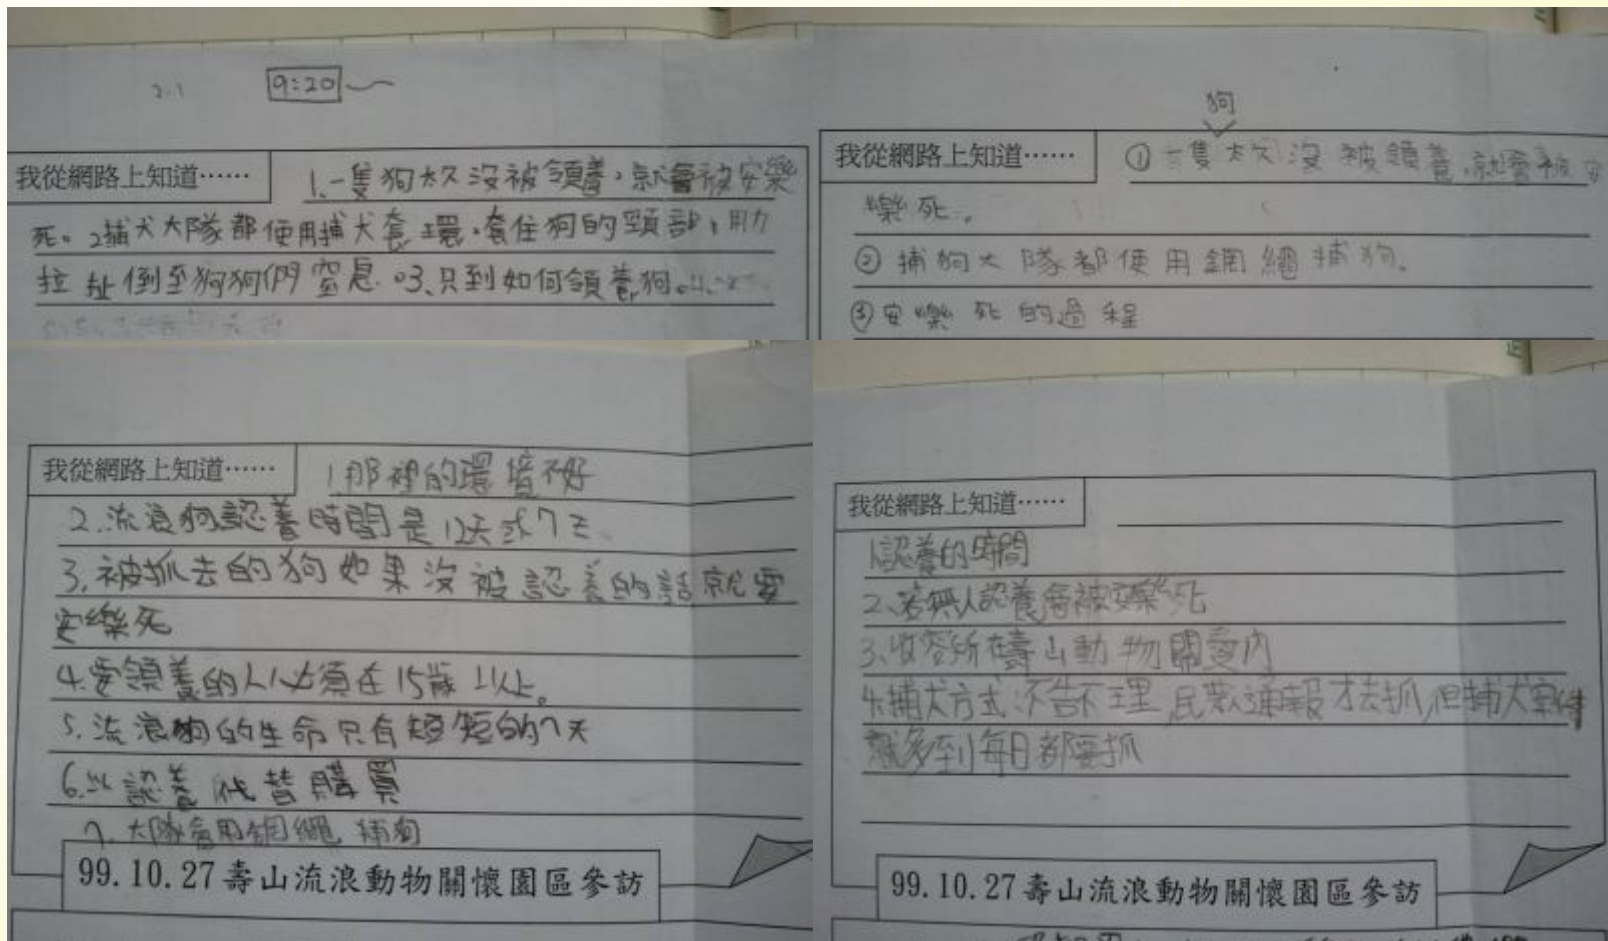 2.1
9:20
我從網路上知道……
1.一隻狗太久沒被領養,就會被安樂
死。2捕犬大隊都使用捕犬套環,套住狗的頸部,用力
拉扯倒至狗狗們窒息。3、只到如何領養狗。4、
狗
我從網路上知道……
①一隻太久沒被領養,就會被安
樂死。
②捕狗大隊都使用鋼繩捕狗。
③安樂死的過程
我從網路上知道……
1.那裡的環境不好
2.流浪狗認養時間是12天或7天
3.被抓去的狗如果沒被認養的話就要
安樂死
4.要領養的人必須在15歲以上。
5.流浪狗的生命只有短短的7天
6.以認養代替購買
7.大隊會用鋼繩捕狗
99.10.27壽山流浪動物關懷園區參訪
我從網路上知道……
1.認養的時間
2、若無人認養會被安樂死
3、收容所在壽山動物關愛內
4.捕犬方式:不告不理,民眾通報才去抓,但捕犬案件
就多到每日都要抓
99.10.27壽山流浪動物關懷園區參訪